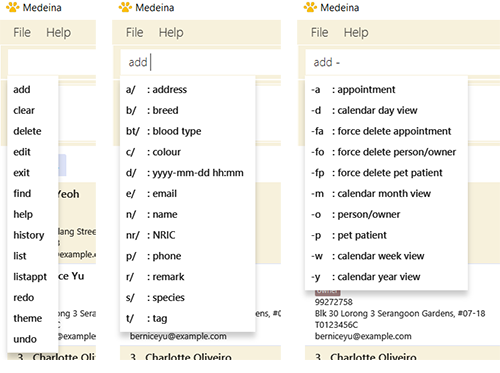 Medeina
File Help
add
clear
delete
edit
exit
find
help
history
list
listappt
redo
theme
undo
Yeoh
lang Stree
@example.c
ce Yu
3 Serar
@example.c
3. Charlotte Oliveiro
Medeina
File Help
add
a/ : address
b/ : breed
bt/ : blood type
c/ : colour
d/ : yyyy-mm-dd hh:mm
e/ : email
n/ : name
nr/ : NRIC
p/ : phone
r/ : remark
s/ : species
t/ : tag
#0
berniceyu@example.com
3. Charlotte Oliveiro
Medeina
File Help
add -
-a : appointment
-d : calendar day view
-fa : force delete appointment
-fo : force delete person/owner
-fp : force delete pet patient
-m : calendar month view
-o : person/owner
-p : pet patient
-w : calendar week view
-y : calendar year view
99272758
Blk 30 Lorong 3 Serangoon Gardens, #07-18
T0123456C
berniceyu@example.com
3. Charlotte Oliveiro